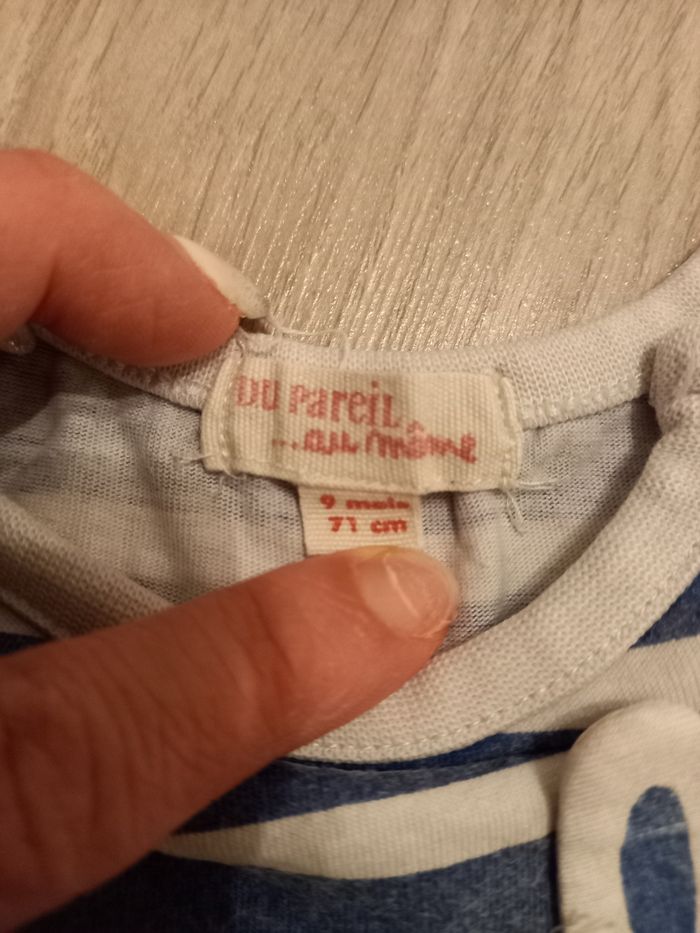 DU PAREIL
...au même
9 mois
71 cm